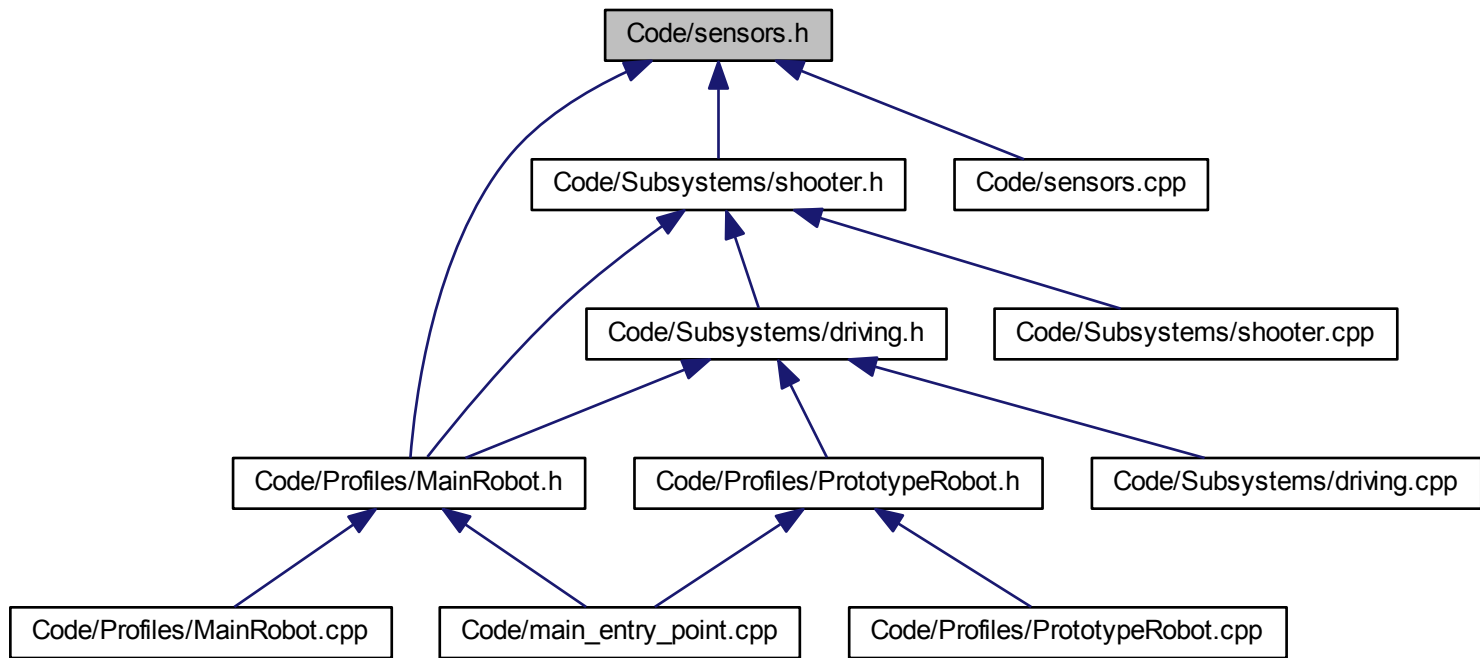 Code/sensors.h
Code/Subsystems/shooter.h
Code/sensors.cpp
Code/Subsystems/driving.h
Code/Subsystems/shooter.cpp
Code/Profiles/MainRobot.h
Code/Profiles/PrototypeRobot.h
Code/Subsystems/driving.cpp
Code/Profiles/MainRobot.cpp
Code/main_entry_point.cpp
Code/Profiles/PrototypeRobot.cpp